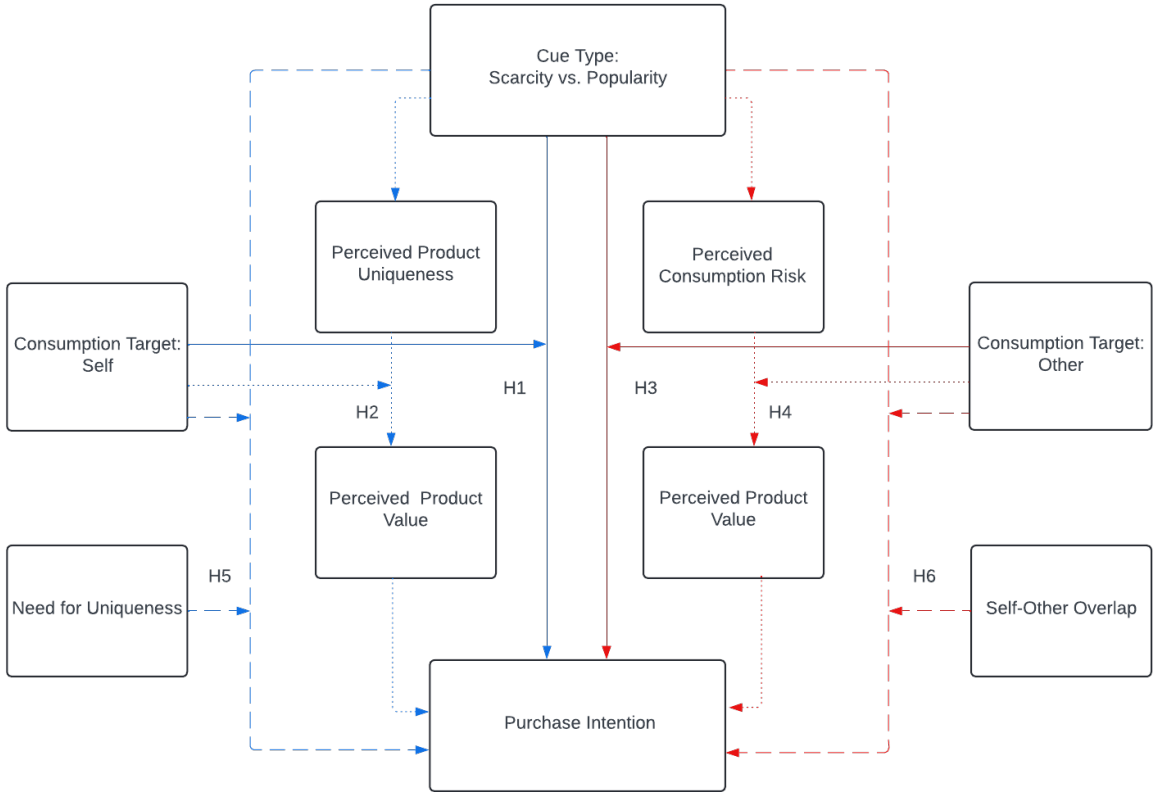 Cue Type:
Scarcity vs. Popularity
Perceived Product
Uniqueness
Perceived
Consumption Risk
Consumption Target:
Self
Consumption Target:
Other
H1
H3
H2
H4
Perceived  Product
Value
Perceived Product
Value
H5
H6
Need for Uniqueness
Self-Other Overlap
Purchase Intention